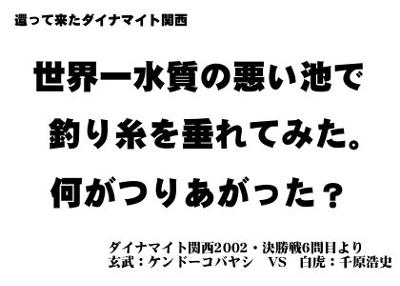 還って来たダイナマイト関西
世界一水質の悪い池で
釣り糸を垂れてみた。
何がつりあがった？
ダイナマイト関西2002・決勝戦6問目より
玄武：ケンドーコバヤシ　VS　白虎：千原浩史